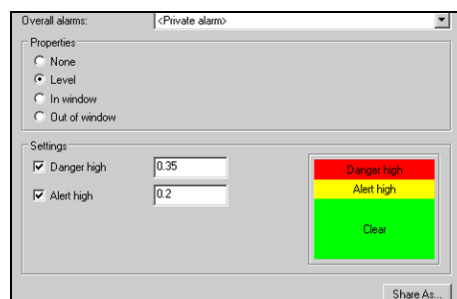 Overall alarms: <Private alarm>
Properties
None
Level
In window
Out of window
Settings
Danger high 0.35
Alert high 0.2
Danger high
Alert high
Clear
Share As...